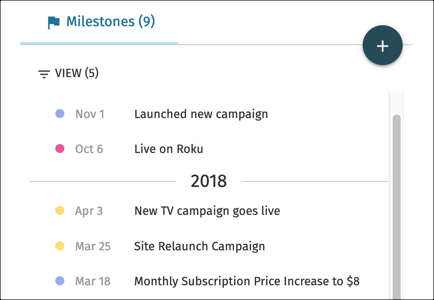 Milestones (9)
+
VIEW (5)
Nov 1 Launched new campaign
Oct 6 Live on Roku
2018
Apr 3 New TV campaign goes live
Mar 25 Site Relaunch Campaign
Mar 18 Monthly Subscription Price Increase to $8